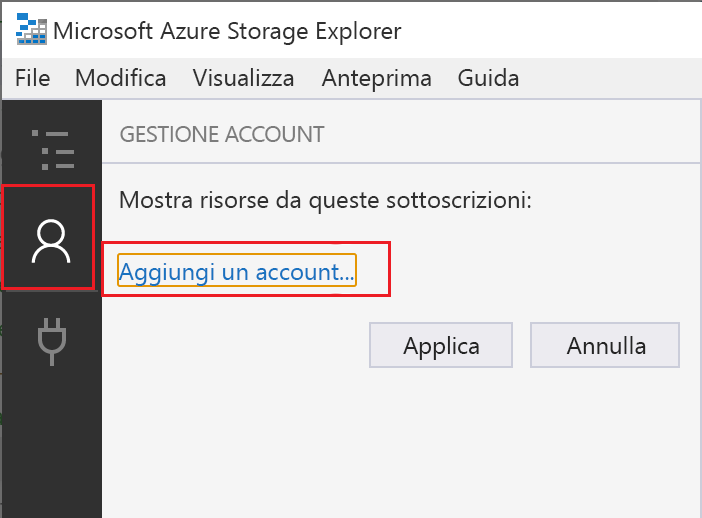 Microsoft Azure Storage Explorer
File Modifica Visualizza Anteprima Guida
GESTIONE ACCOUNT
Mostra risorse da queste sottoscrizioni:
Aggiungi un account...
Applica Annulla